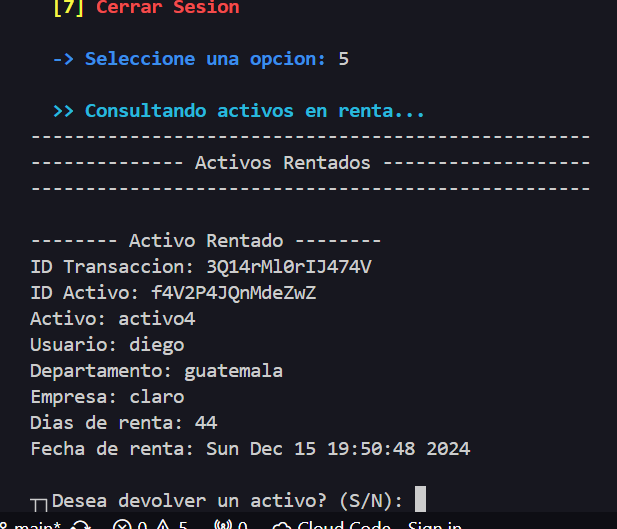 [7] Cerrar Sesion
-> Seleccione una opcion: 5
>> Consultando activos en renta...
---------------------------------------------------
-------------- Activos Rentados -------------------
---------------------------------------------------
-------- Activo Rentado --------
ID Transaccion: 3Q14rMl0rIJ474V
ID Activo: f4V2P4JQnMdeZwZ
Activo: activo4
Usuario: diego
Departamento: guatemala
Empresa: claro
Dias de renta: 44
Fecha de renta: Sun Dec 15 19:50:48 2024
┬┐Desea devolver un activo? (S/N):
main* 0 5 0 Cloud Code Sign in